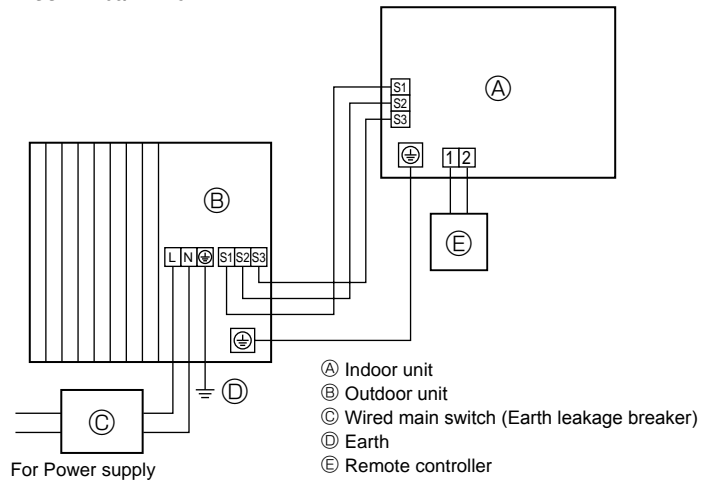 S1
S2
S3
Ⓐ
1 2
Ⓑ
Ⓔ
L N S1 S2 S3
Ⓓ
Ⓒ
For Power supply
Ⓐ Indoor unit
Ⓑ Outdoor unit
Ⓒ Wired main switch (Earth leakage breaker)
Ⓓ Earth
Ⓔ Remote controller